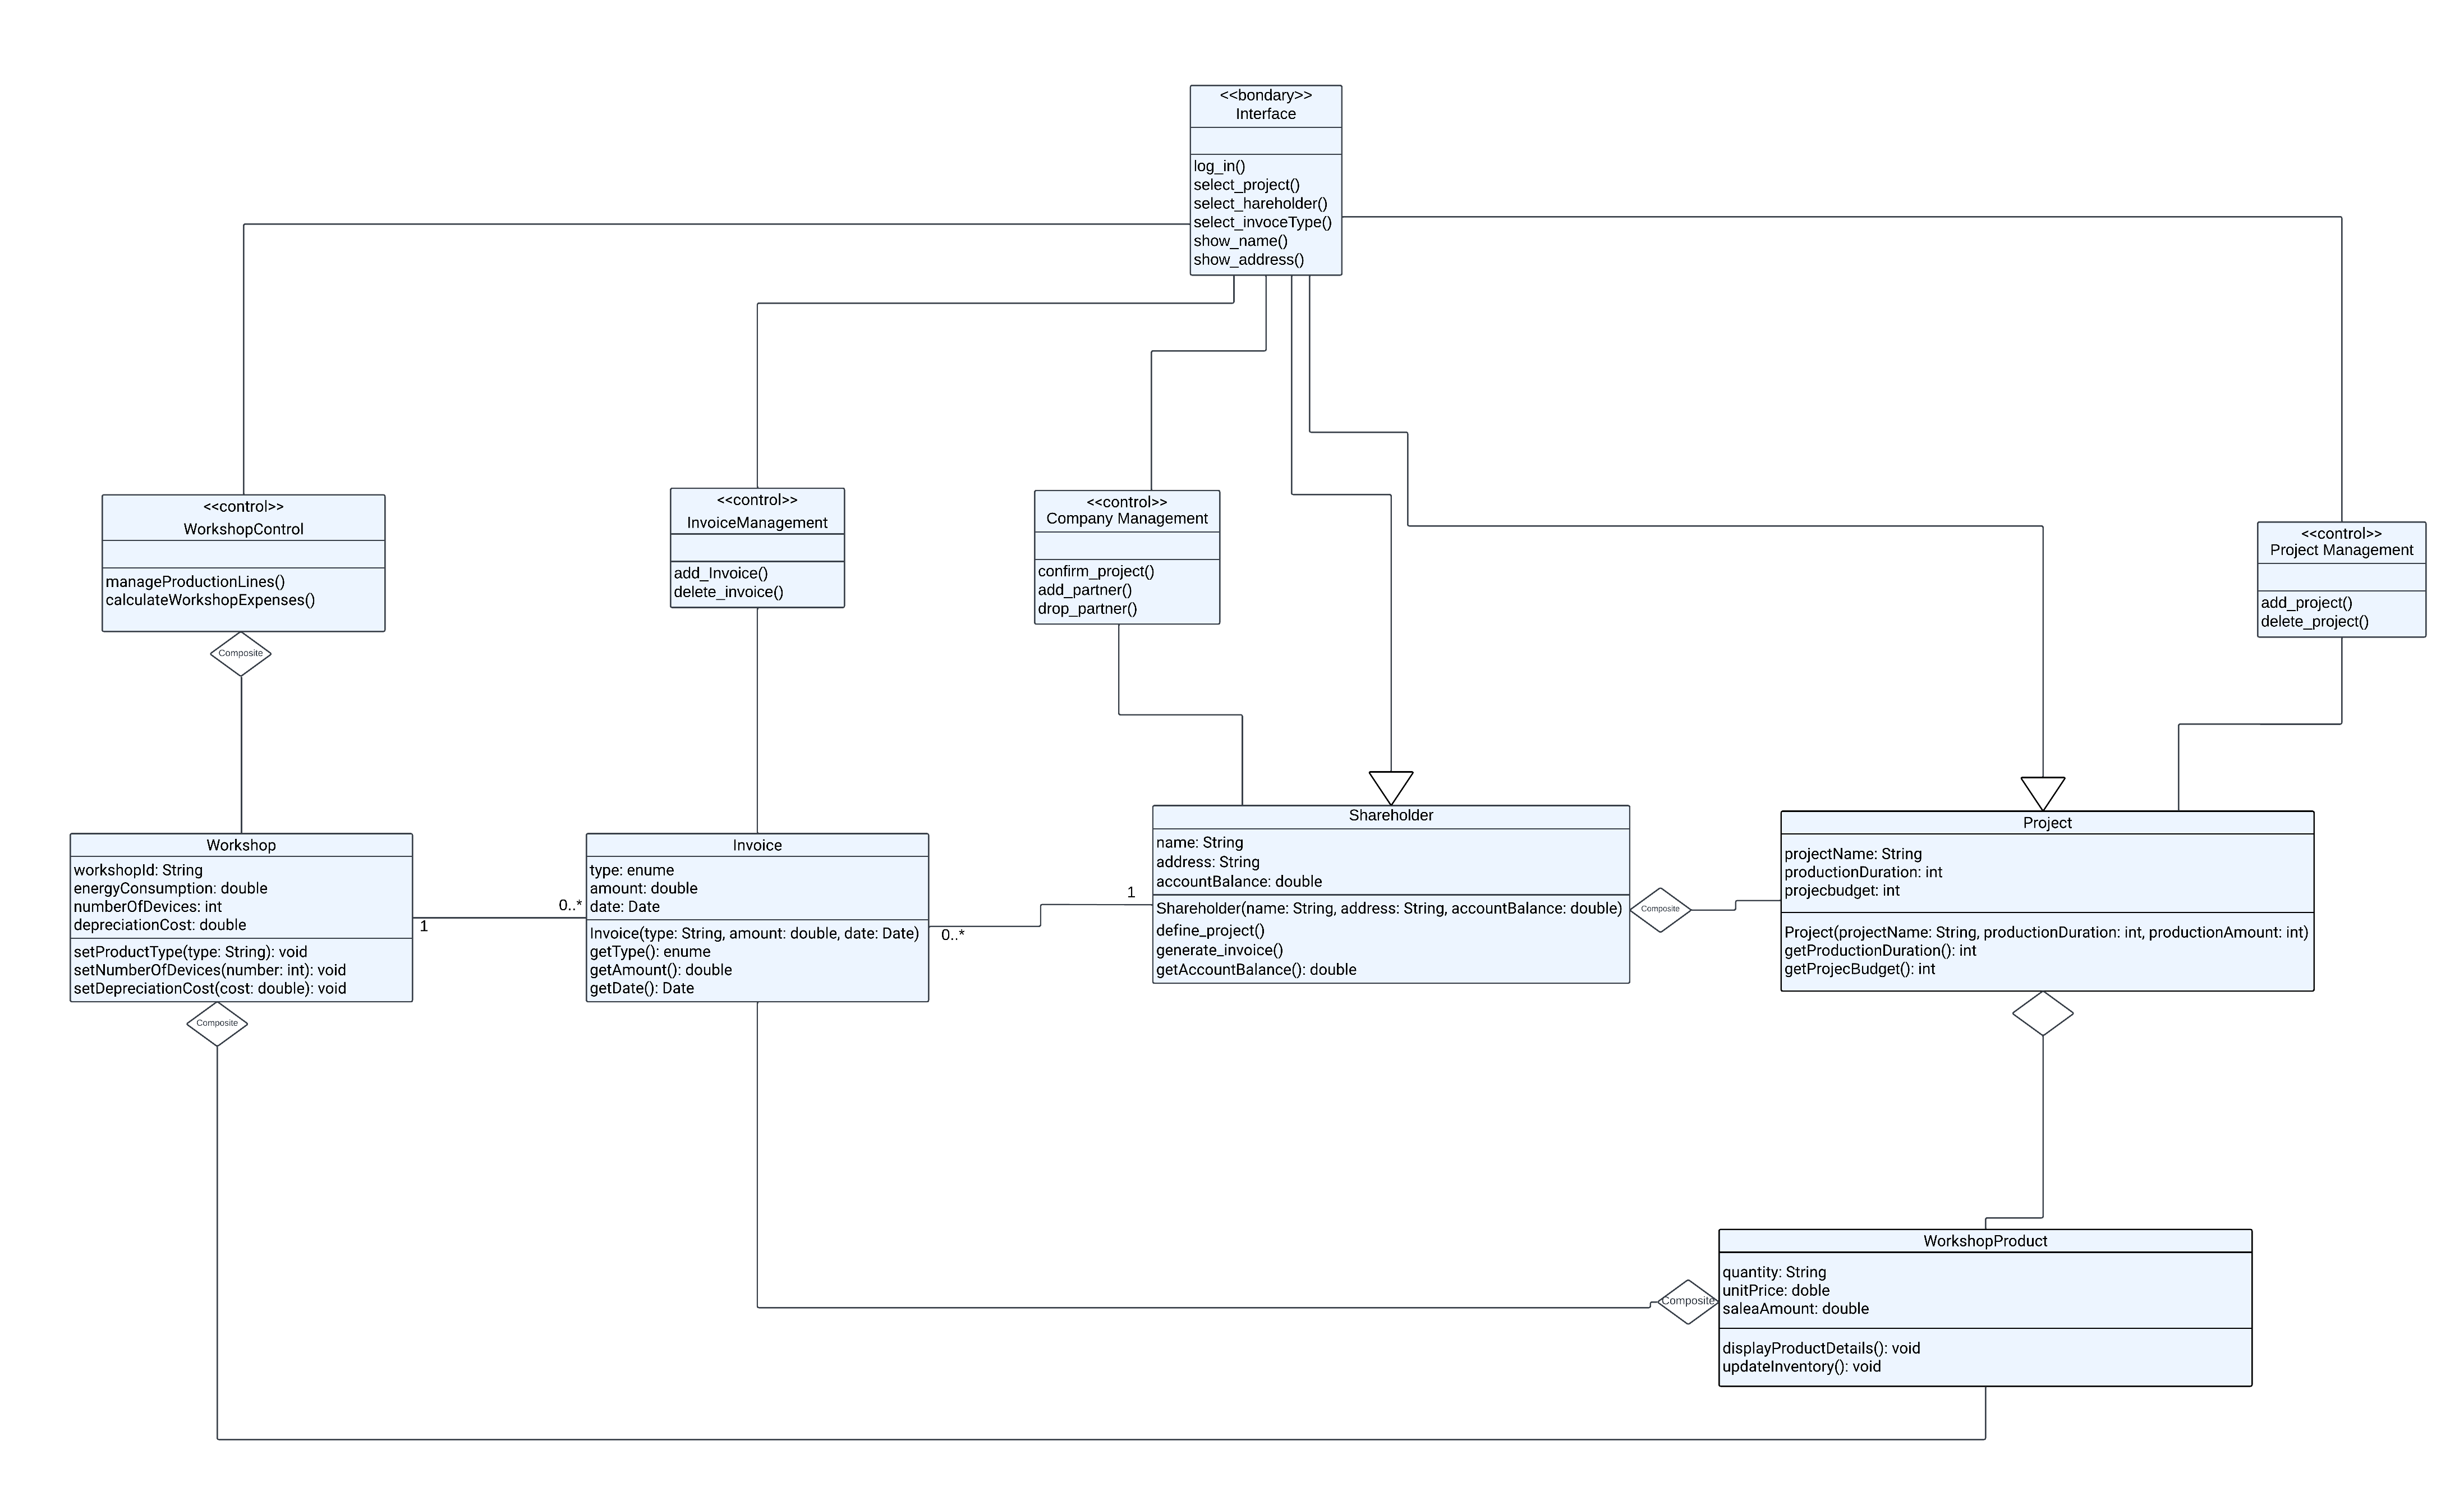 <<bondary>>
Interface
log_in()
select_project()
select_hareholder()
select_invoceType()
show_name()
show_address()
<<control>>
WorkshopControl
manageProductionLines()
calculateWorkshopExpenses()
<<control>>
InvoiceManagement
add_Invoice()
delete_invoice()
<<control>>
Company Management
confirm_project()
add_partner()
drop_partner()
<<control>>
Project Management
add_project()
delete_project()
Composite
Workshop
workshopId: String
energyConsumption: double
numberOfDevices: int
depreciationCost: double
setProductType(type: String): void
setNumberOfDevices(number: int): void
setDepreciationCost(cost: double): void
1
0..*
Invoice
type: enume
amount: double
date: Date
Invoice(type: String, amount: double, date: Date)
getType(): enume
getAmount(): double
getDate(): Date
0..*
1
Shareholder
name: String
address: String
accountBalance: double
Shareholder(name: String, address: String, accountBalance: double)
define_project()
generate_invoice()
getAccountBalance(): double
Composite
Project
projectName: String
productionDuration: int
projecbudget: int
Project(projectName: String, productionDuration: int, productionAmount: int)
getProductionDuration(): int
getProjecBudget(): int
Composite
Composite
WorkshopProduct
quantity: String
unitPrice: doble
saleaAmount: double
displayProductDetails(): void
updateInventory(): void